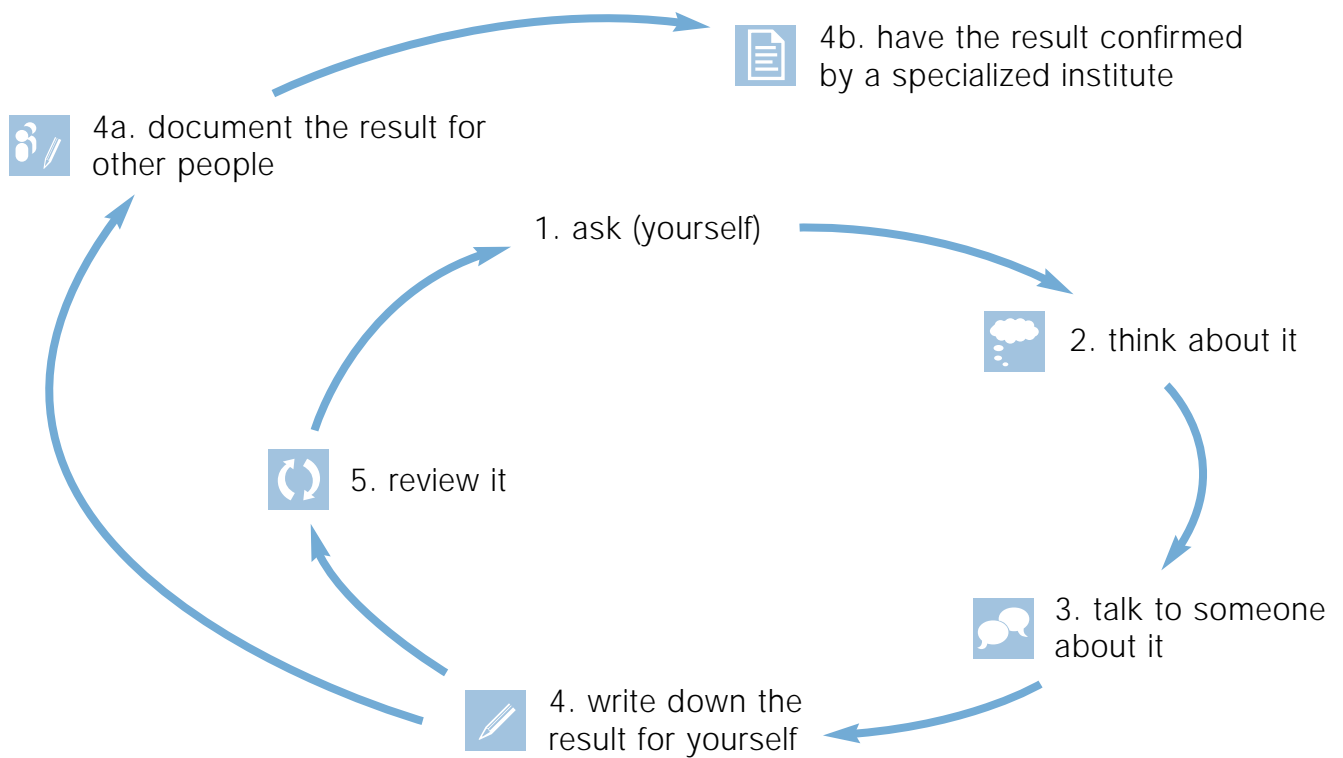 4b. have the result confirmed
by a specialized institute
4a. document the result for
other people
1. ask (yourself)
2. think about it
5. review it
3. talk to someone
about it
4. write down the
result for yourself